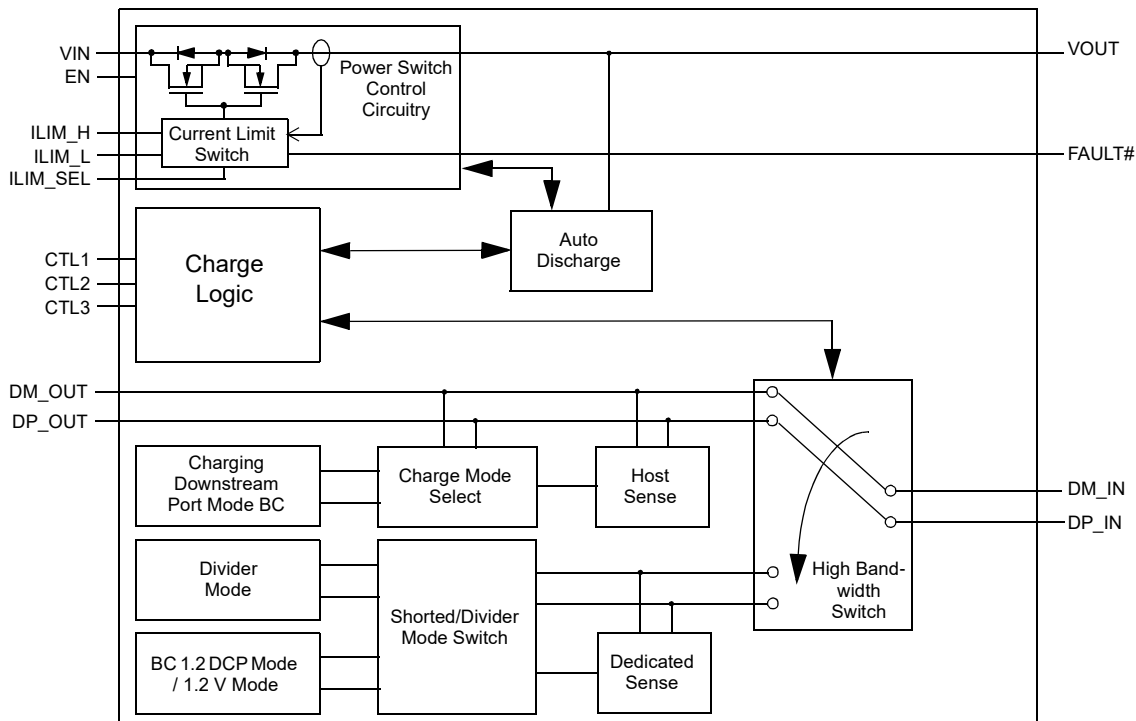 VIN
EN
ILIM_H
ILIM_L
ILIM_SEL
Power Switch
Control
Circuitry
Current Limit
Switch
VOUT
FAULT#
CTL1
CTL2
CTL3
Charge
Logic
Auto
Discharge
DM_OUT
DP_OUT
Charging
Downstream
Port Mode BC
Charge Mode
Select
Host
Sense
DM_IN
DP_IN
Divider
Mode
Shorted/Divider
Mode Switch
High Band-
width
Switch
BC 1.2 DCP Mode
/ 1.2 V Mode
Dedicated
Sense